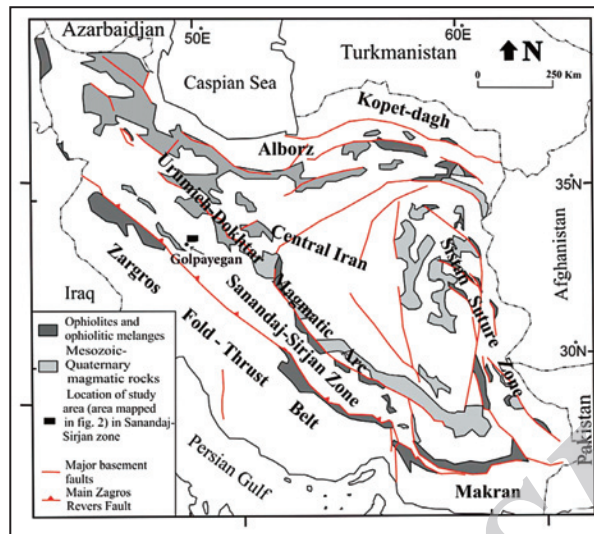 Azarbaidjan
50E
60E
Turkmanistan
N
0 250 Km
Caspian Sea
Kopet-dagh
Alborz
35N
Urumieh-Dokhtar
Magmatic
Arc
Central Iran
Golpayegan
Sistan Suture
Zone
Afghanistan
Iraq
Zargros
Fold - Thrust
Belt
Sanandaj-Sirjan Zone
30N
Pakistan
Persian Gulf
Makran
Ophiolites and
ophiolitic melanges
Mesozoic-
Quaternary
magmatic rocks
Location of study
area (area mapped
in fig. 2) in Sanandaj-
Sirjan zone
Major basement
faults
Main Zagros
Revers Fault